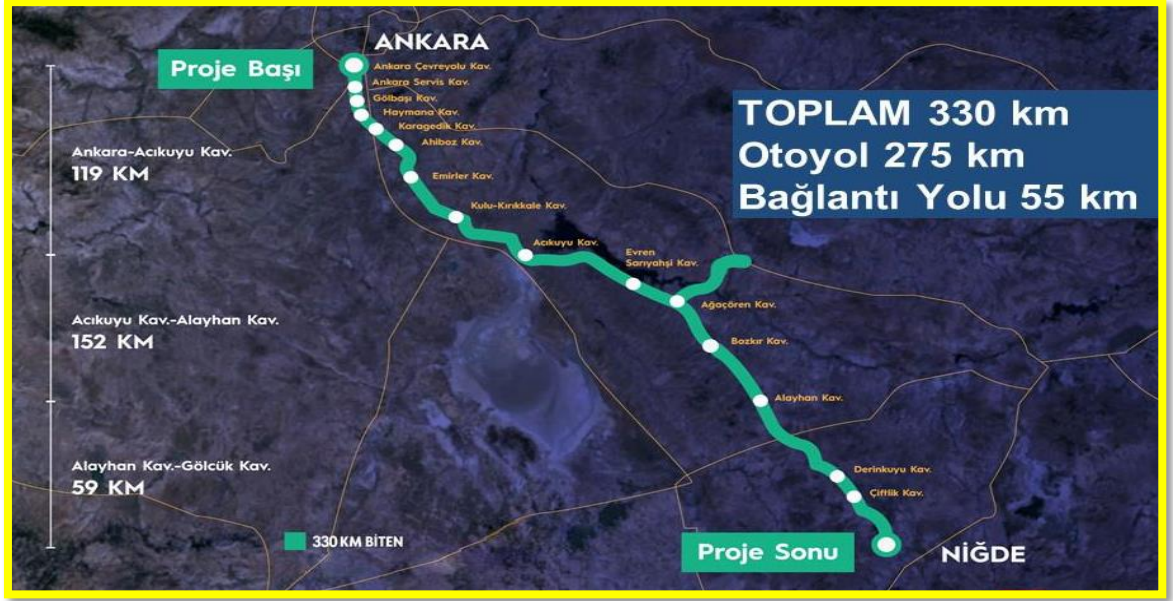 ANKARA
Proje Başı
Ankara Çevreyolu Kav.
Ankara Servis Kav.
Gölbaşı Kav.
Haymana Kav.
Karagedik Kav.
Ahiboz Kav.
Emirler Kav.
Kulu-Kırıkkale Kav.
Acıkuyu Kav.
Evren
Sarıyahşi Kav.
Ağaçören Kav.
Bozkır Kav.
Alayhan Kav.
Derinkuyu Kav.
Çiftlik Kav.
TOPLAM 330 km
Otoyol 275 km
Bağlantı Yolu 55 km
Ankara-Acıkuyu Kav.
119 KM
Acıkuyu Kav.-Alayhan Kav.
152 KM
Alayhan Kav.-Gölcük Kav.
59 KM
330 KM BİTEN
Proje Sonu
NİĞDE